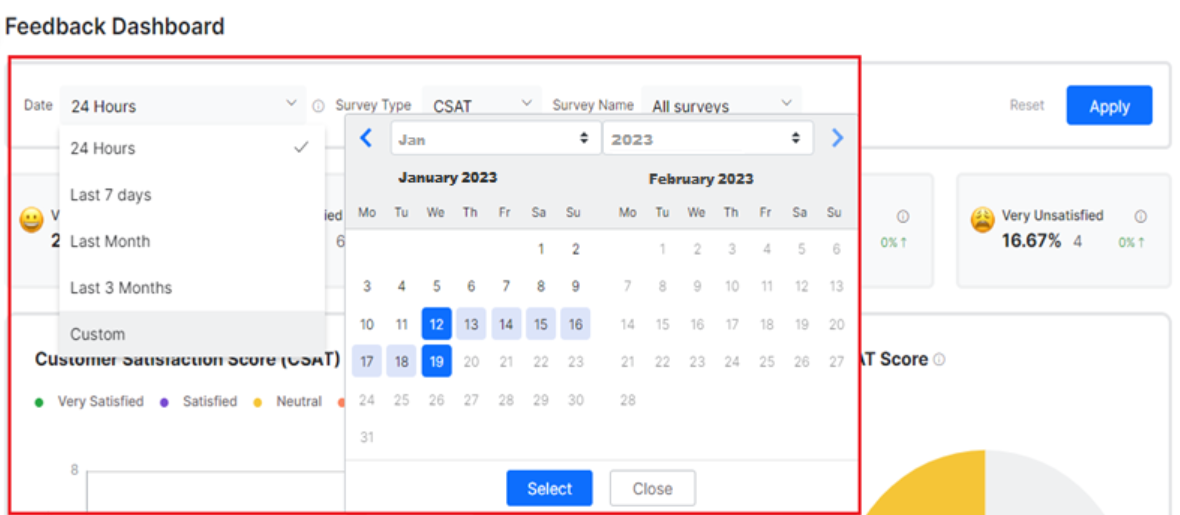 Feedback Dashboard
Date 24 Hours Survey Type CSAT Survey Name All surveys Reset Apply
24 Hours
Last 7 days
Last Month
Last 3 Months
Custom
Jan 2023
January 2023 February 2023
Mo Tu We Th Fr Sa Su Mo Tu We Th Fr Sa Su
1 2 1 2 3 4 5 6
3 4 5 6 7 8 9 7 8 9 10 11 12 13
10 11 12 13 14 15 16 14 15 16 17 18 19 20
17 18 19 20 21 22 23 21 22 23 24 25 26 27
24 25 26 27 28 29 30 28
31
Select Close
0% ↑
Very Unsatisfied
16.67% 4 0% ↑
Customer Satisfaction Score (CSAT)
Score
Very Satisfied Satisfied Neutral
8